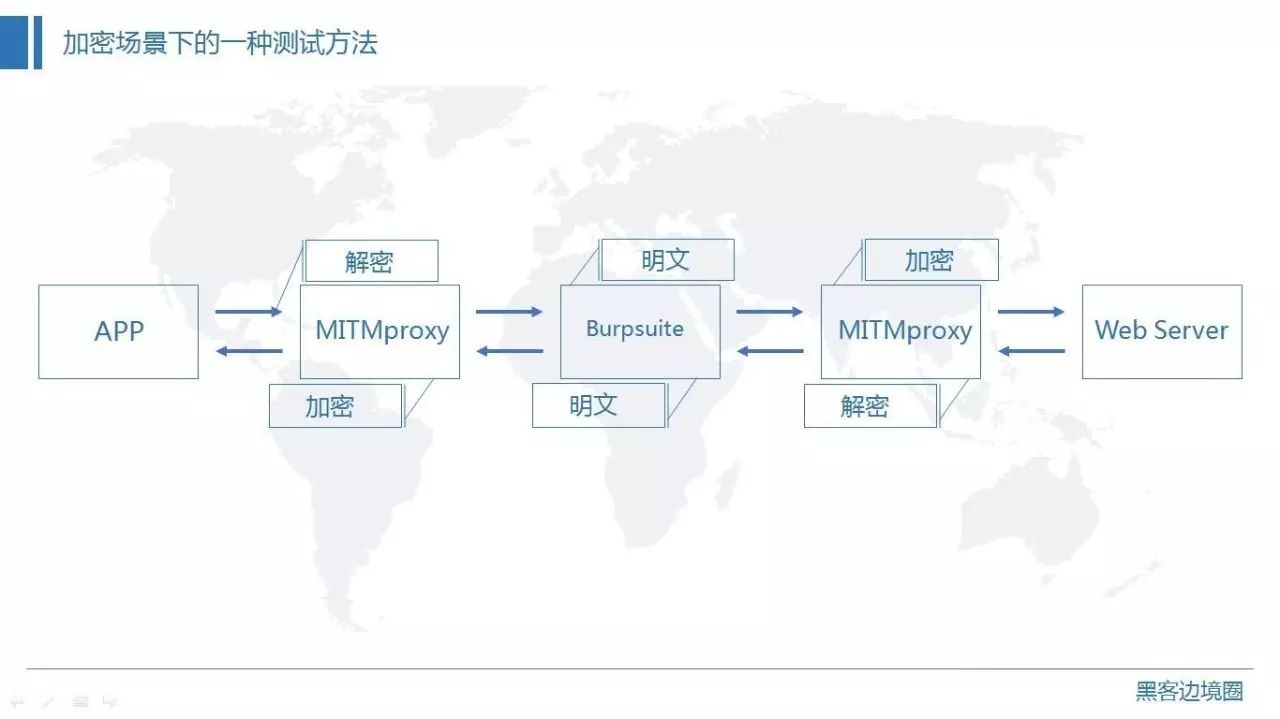 加密场景下的一种测试方法
解密
明文
加密
APP
MITMproxy
Burpsuite
MITMproxy
Web Server
加密
明文
解密
黑客边境圈